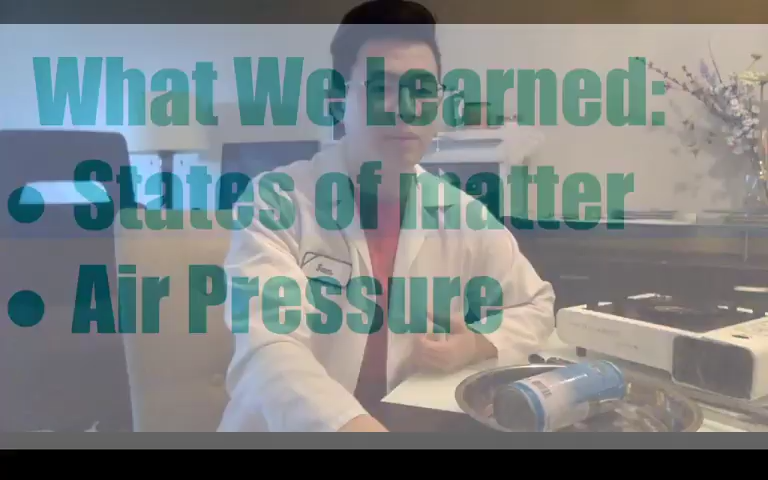 What We Learned:
• States of matter
• Air Pressure